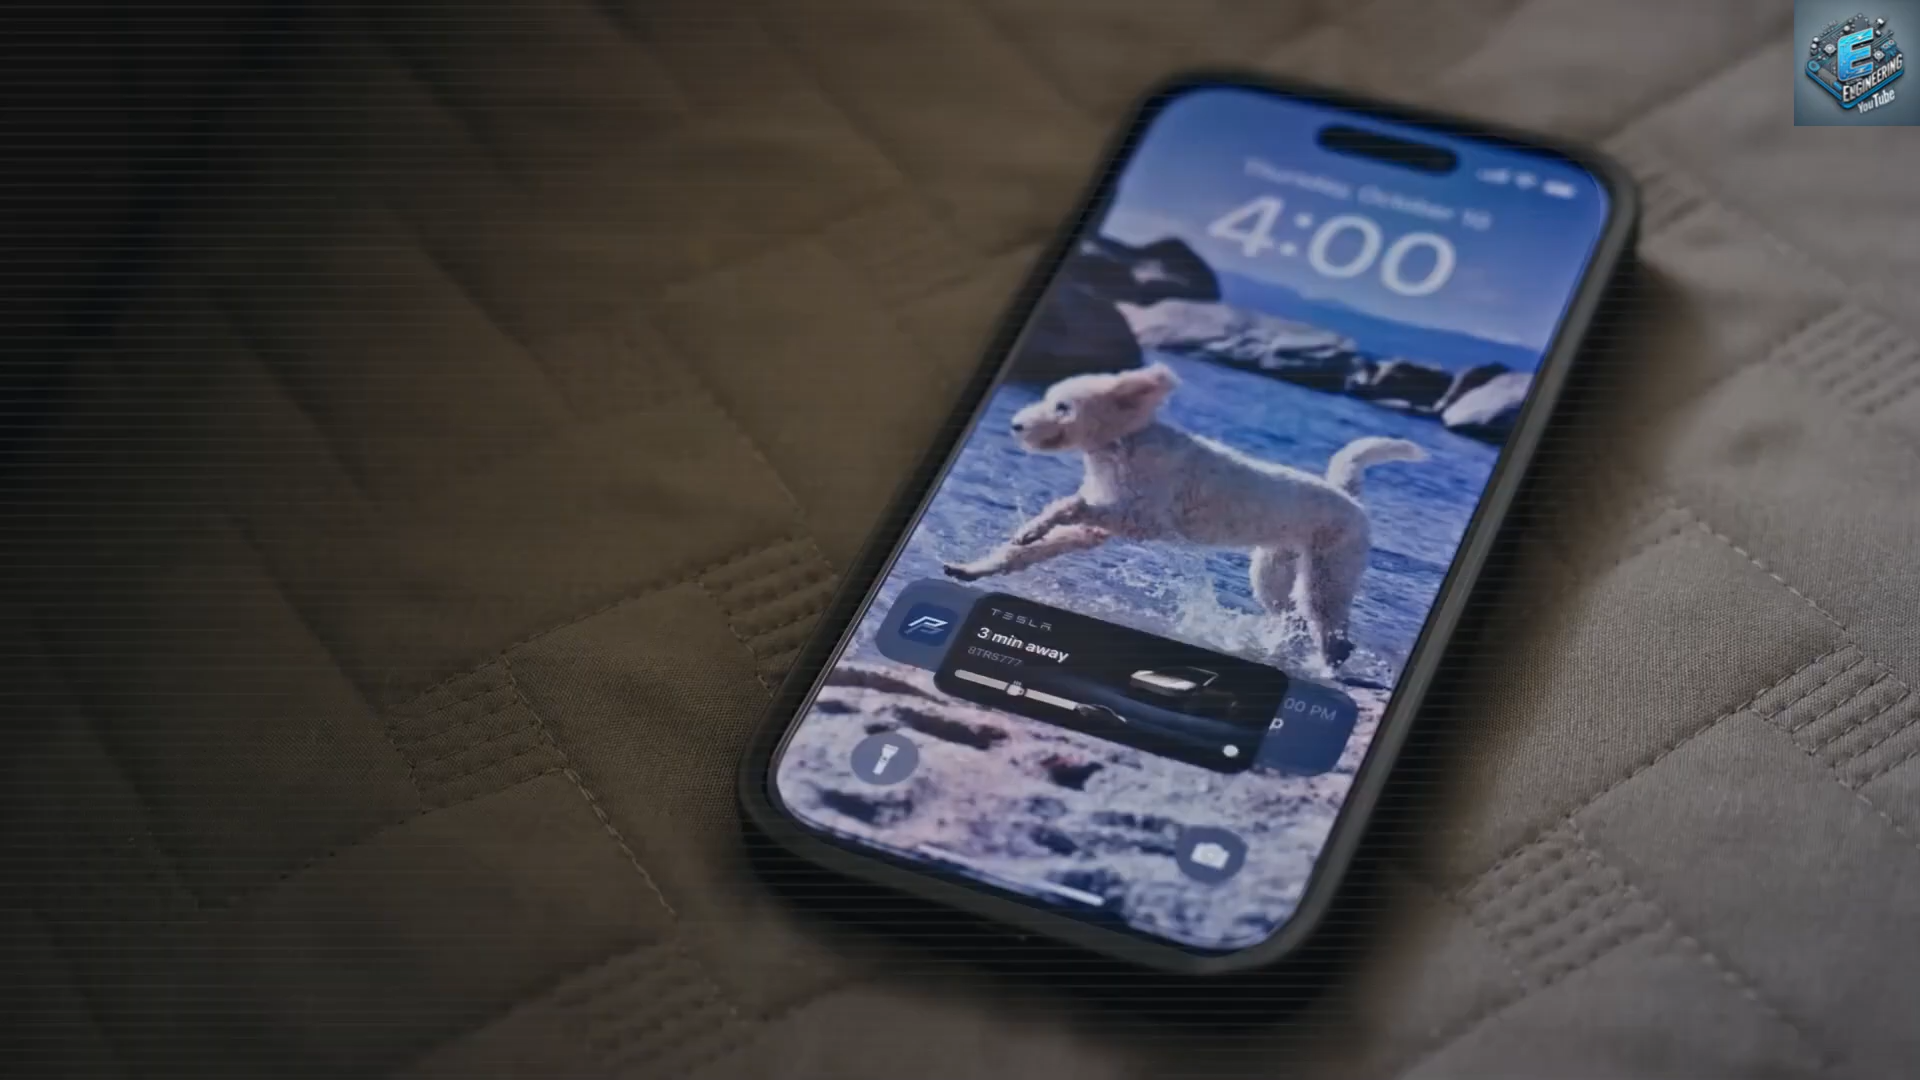 E
ENGINEERING
YouTube
Thursday, October 10
4:00
TESLA
3 min away
8TRS777
00 PM
p